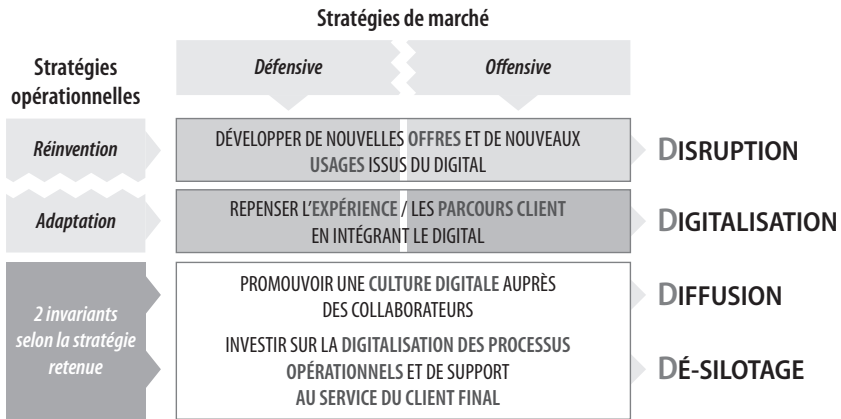 Stratégies de marché
Stratégies
opérationnelles
Défensive
Offensive
Réinvention
DÉVELOPPER DE NOUVELLES OFFRES ET DE NOUVEAUX
USAGES ISSUS DU DIGITAL
DISRUPTION
Adaptation
REPENSER L'EXPÉRIENCE / LES PARCOURS CLIENT
EN INTÉGRANT LE DIGITAL
DIGITALISATION
2 invariants
selon la stratégie
retenue
PROMOUVOIR UNE CULTURE DIGITALE AUPRÈS
DES COLLABORATEURS
DIFFUSION
INVESTIR SUR LA DIGITALISATION DES PROCESSUS
OPÉRATIONNELS ET DE SUPPORT
AU SERVICE DU CLIENT FINAL
DÉ-SILOTAGE